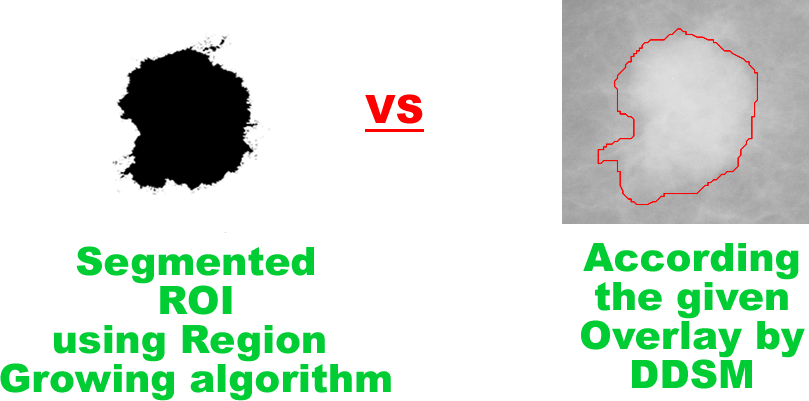 Segmented
ROI
using Region
Growing algorithm
vs
According
the given
Overlay by
DDSM